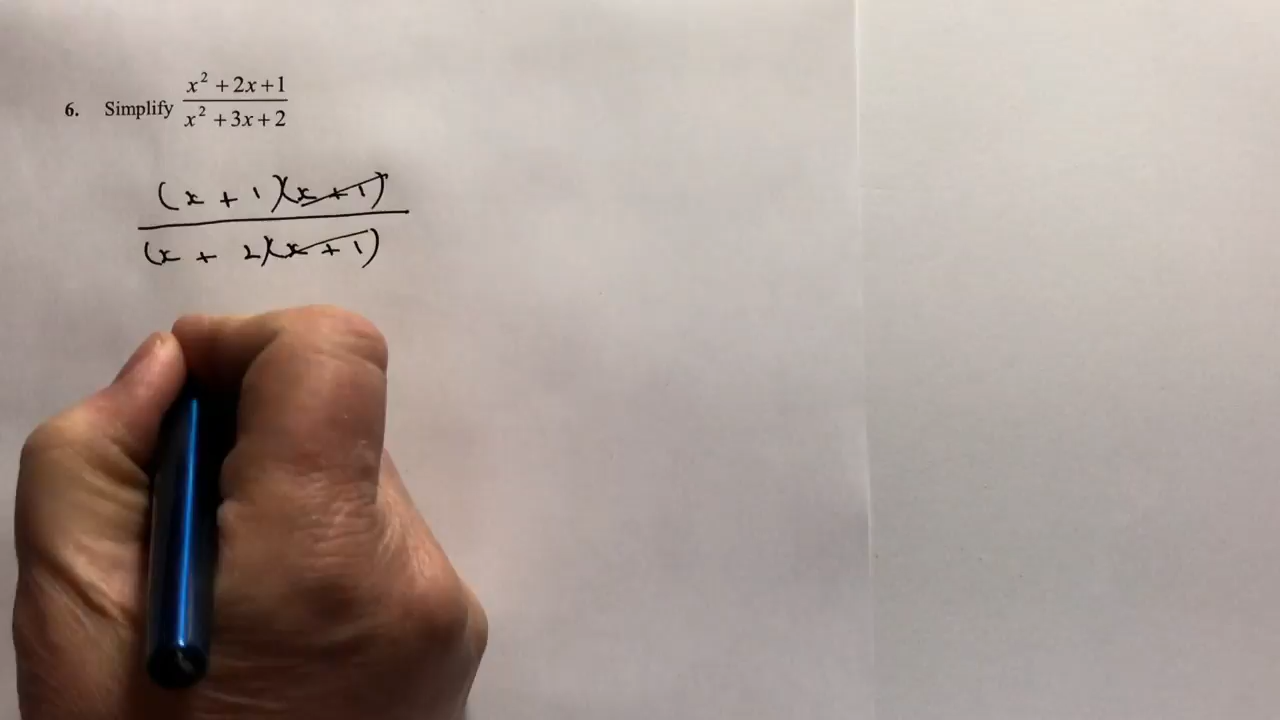 x² + 2x + 1
6. Simplify
x² + 3x + 2
(x + 1)(x + 1)
(x + 2)(x + 1)